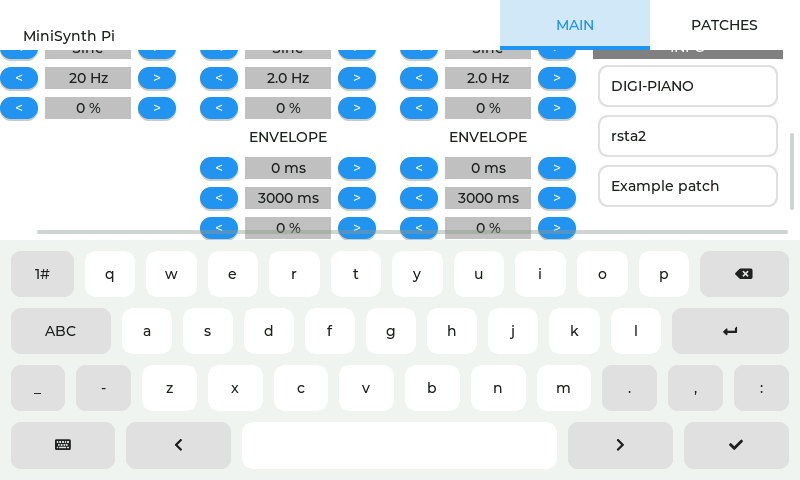 MiniSynth Pi
MAIN
PATCHES
Sine
Sine
Sine
INFO
< 20 Hz >
< 2.0 Hz >
< 2.0 Hz >
DIGI-PIANO
< 0 % >
< 0 % >
< 0 % >
rsta2
ENVELOPE
ENVELOPE
< 0 ms >
< 0 ms >
Example patch
< 3000 ms >
< 3000 ms >
< 0 % >
< 0 % >
1# q w e r t y u i o p
ABC a s d f g h j k l
_ - z x c v b n m . , :
< >